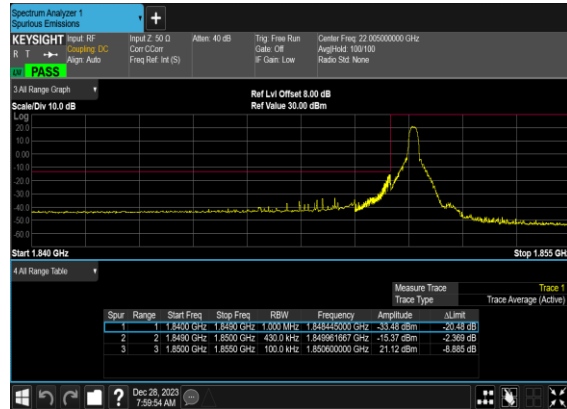 Spectrum Analyzer 1
Spurious Emissions
KEYSIGHT Input: RF Input Z: 50 Ω Atten: 40 dB Trig: Free Run Center Freq: 22.005000000 GHz
R T Coupling: DC Corr CCorr Gate: Off Avg|Hold: 100/100
Align: Auto Freq Ref: Int (S) IF Gain: Low Radio Std: None
PASS
3 All Range Graph
Ref Lvl Offset 8.00 dB
Scale/Div 10.0 dB Ref Value 30.00 dBm
Log
20.0
10.0
0.00
-10.0
-20.0
-30.0
-40.0
-50.0
-60.0
Start 1.840 GHz Stop 1.855 GHz
4 All Range Table
Measure Trace Trace 1
Trace Type Trace Average (Active)
Spur Range Start Freq Stop Freq RBW Frequency Amplitude ΔLimit
1 1 1.8400 GHz 1.8490 GHz 1.000 MHz 1.848445000 GHz -33.48 dBm -20.48 dB
2 2 1.8490 GHz 1.8500 GHz 430.0 kHz 1.849961667 GHz -15.37 dBm -2.369 dB
3 3 1.8500 GHz 1.8550 GHz 100.0 kHz 1.850600000 GHz 21.12 dBm -8.885 dB
? Dec 28, 2023
7:59:54 AM